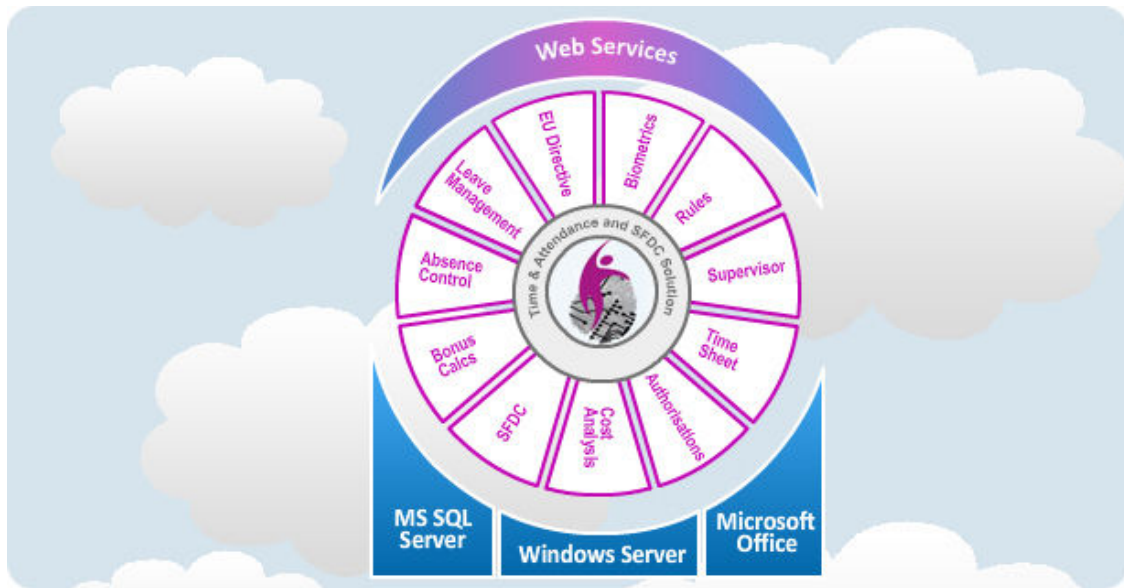 Web Services
EU Directive
Biometrics
Rules
Supervisor
Time
Sheet
Authorisations
Cost
Analysis
SFDC
Bonus
Calcs
Absence
Control
Leave
Management
Time & Attendance and SFDC Solution
MS SQL
Server
Windows Server
Microsoft
Office